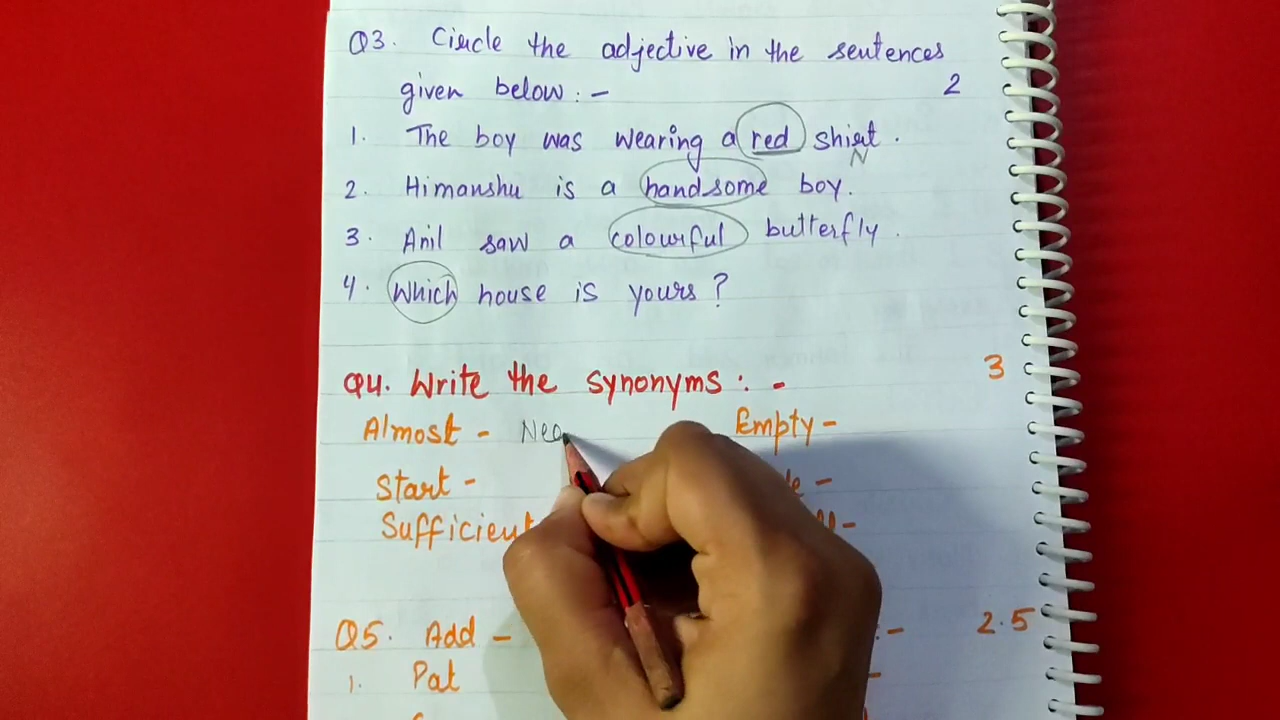 Q3. Circle the adjective in the sentences
given below : - 2
1. The boy was wearing a red shirt.
N
2. Himanshu is a handsome boy.
3. Anil saw a colourful butterfly.
4. Which house is yours ?
Q4. Write the synonyms : - 3
Almost - Nea Empty -
Start -
Sufficient
Q5. Add - 2.5
1. Pat